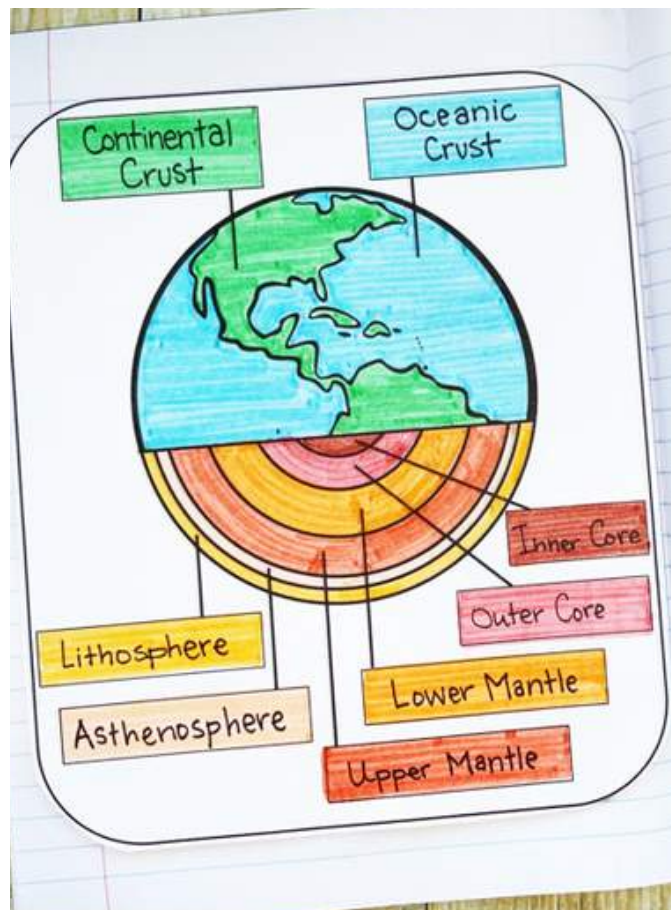 Continental
Crust
Oceanic
Crust
Inner Core
Outer Core
Lithosphere
Lower Mantle
Asthenosphere
Upper Mantle